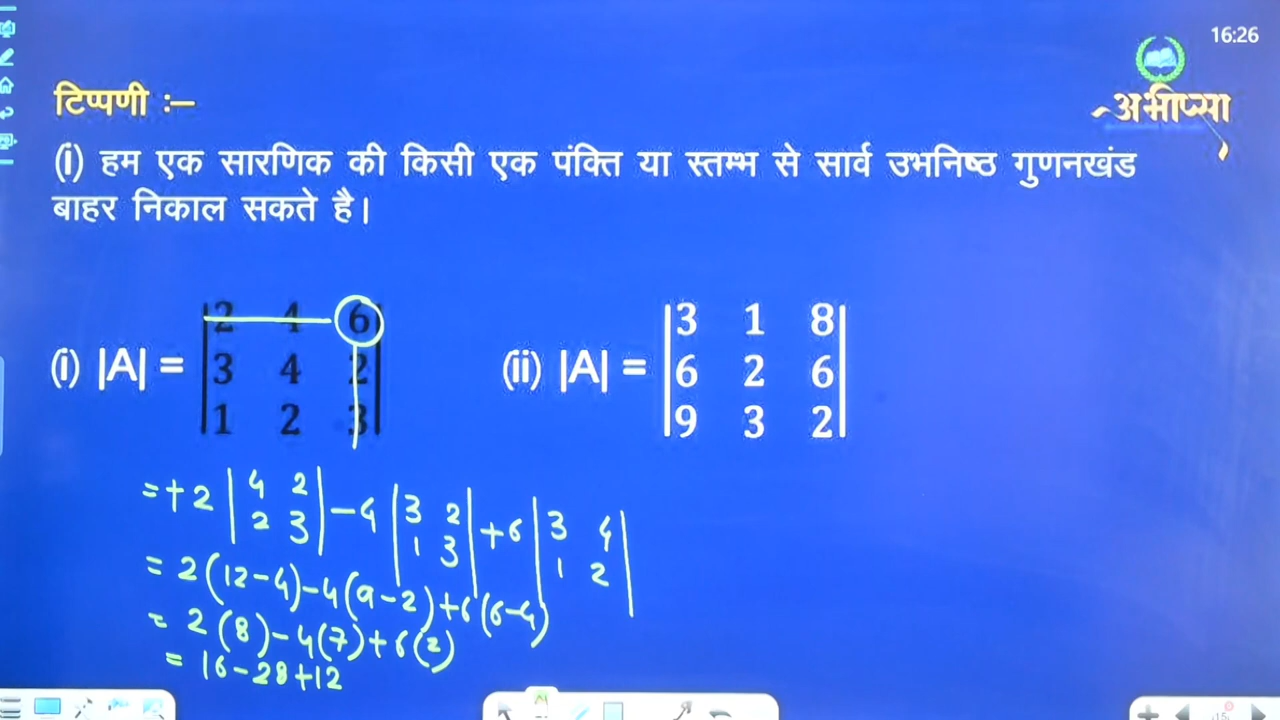 16:26
अभीप्सा
टिप्पणी :–
(i) हम एक सारणिक की किसी एक पंक्ति या स्तम्भ से सार्व उभनिष्ठ गुणनखंड
बाहर निकाल सकते है।
(i) |A| = |2 4 6|
|3 4 2|
|1 2 3|
(ii) |A| = |3 1 8|
|6 2 6|
|9 3 2|
= +2 |4 2| - 4 |3 2| + 6 |3 4|
|2 3| |1 3| |1 2|
= 2(12-4)-4(9-2)+6(6-4)
= 2(8)-4(7)+6(2)
= 16-28+12